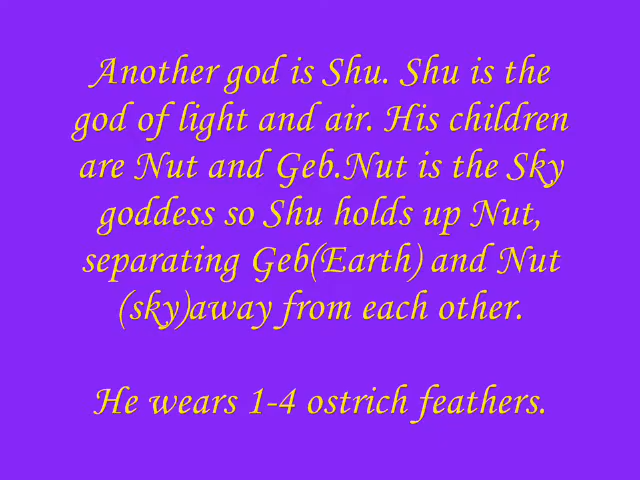 Another god is Shu. Shu is the
god of light and air. His children
are Nut and Geb.Nut is the Sky
goddess so Shu holds up Nut,
separating Geb(Earth) and Nut
(sky)away from each other.
He wears 1-4 ostrich feathers.